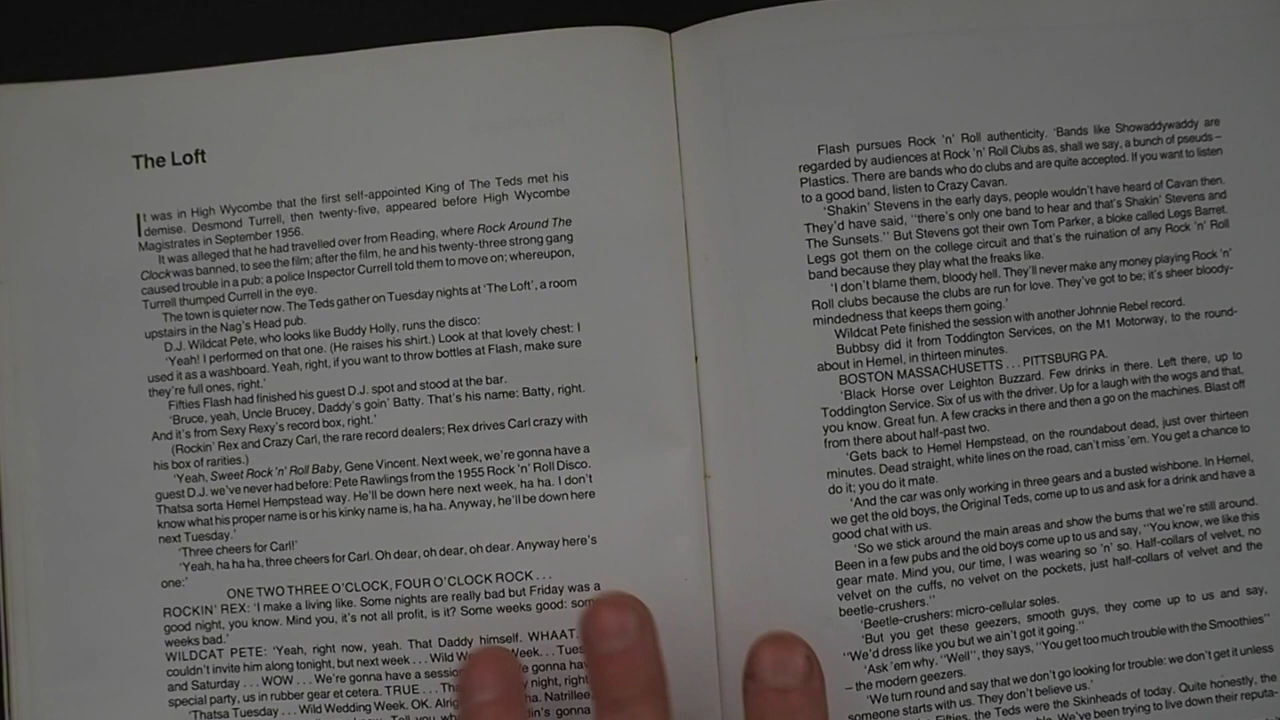 The Loft
It was in High Wycombe that the first self-appointed King of The Teds met his
demise. Desmond Turrell, then twenty-five, appeared before High Wycombe
Magistrates in September 1956.
It was alleged that he had travelled over from Reading, where Rock Around The
Clock was banned, to see the film; after the film, he and his twenty-three strong gang
caused trouble in a pub; a police Inspector Currell told them to move on; whereupon,
Turrell thumped Currell in the eye.
The town is quieter now. The Teds gather on Tuesday nights at 'The Loft', a room
upstairs in the Nag's Head pub.
D.J. Wildcat Pete, who looks like Buddy Holly, runs the disco:
'Yeah! I performed on that one. (He raises his shirt.) Look at that lovely chest: I
used it as a washboard. Yeah, right, if you want to throw bottles at Flash, make sure
they're full ones, right.'
Fifties Flash had finished his guest D.J. spot and stood at the bar.
'Bruce, yeah, Uncle Brucey, Daddy's goin' Batty. That's his name: Batty, right.
And it's from Sexy Rexy's record box, right.'
(Rockin' Rex and Crazy Carl, the rare record dealers; Rex drives Carl crazy with
his box of rarities.)
'Yeah, Sweet Rock 'n' Roll Baby, Gene Vincent. Next week, we're gonna have a
guest D.J. we've never had before: Pete Rawlings from the 1955 Rock 'n' Roll Disco.
Thatsa sorta Hemel Hempstead way. He'll be down here next week, ha ha. I don't
know what his proper name is or his kinky name is, ha ha. Anyway, he'll be down here
next Tuesday.'
'Three cheers for Carl!'
'Yeah, ha ha ha, three cheers for Carl. Oh dear, oh dear, oh dear. Anyway here's
one:'
ONE TWO THREE O'CLOCK, FOUR O'CLOCK ROCK ...
ROCKIN' REX: 'I make a living like. Some nights are really bad but Friday was a
good night, you know. Mind you, it's not all profit, is it? Some weeks good: some
weeks bad.'
WILDCAT PETE: 'Yeah, right now, yeah. That Daddy himself. WHAAT.
couldn't invite him along tonight, but next week ... Wild Week ... Tues
and Saturday ... WOW ... We're gonna have a session gonna hav
special party, us in rubber gear et cetera. TRUE ... night, right
'Thatsa Tuesday ... Wild Wedding Week. OK. ha. Natrillee
gonna
Flash pursues Rock 'n' Roll authenticity. 'Bands like Showaddywaddy are
regarded by audiences at Rock 'n' Roll Clubs as, shall we say, a bunch of pseuds –
Plastics. There are bands who do clubs and are quite accepted. If you want to listen
to a good band, listen to Crazy Cavan.
'Shakin' Stevens in the early days, people wouldn't have heard of Cavan then.
They'd have said, "there's only one band to hear and that's Shakin' Stevens and
The Sunsets." But Stevens got their own Tom Parker, a bloke called Legs Barret.
Legs got them on the college circuit and that's the ruination of any Rock 'n' Roll
band because they play what the freaks like.
'I don't blame them, bloody hell. They'll never make any money playing Rock 'n'
Roll clubs because the clubs are run for love. They've got to be; it's sheer bloody-
mindedness that keeps them going.'
Wildcat Pete finished the session with another Johnnie Rebel record.
Bubbsy did it from Toddington Services, on the M1 Motorway, to the round-
about in Hemel, in thirteen minutes.
BOSTON MASSACHUSETTS ... PITTSBURG PA.
'Black Horse over Leighton Buzzard. Few drinks in there. Left there, up to
Toddington Service. Six of us with the driver. Up for a laugh with the wogs and that,
you know. Great fun. A few cracks in there and then a go on the machines. Blast off
from there about half-past two.
'Gets back to Hemel Hempstead, on the roundabout dead, just over thirteen
minutes. Dead straight, white lines on the road, can't miss 'em. You get a chance to
do it; you do it mate.
'And the car was only working in three gears and a busted wishbone. In Hemel,
we get the old boys, the Original Teds, come up to us and ask for a drink and have a
good chat with us.
'So we stick around the main areas and show the bums that we're still around.
Been in a few pubs and the old boys come up to us and say, "You know, we like this
gear mate. Mind you, our time, I was wearing so 'n' so. Half-collars of velvet, no
velvet on the cuffs, no velvet on the pockets, just half-collars of velvet and the
beetle-crushers."
'Beetle-crushers: micro-cellular soles.
'But you get these geezers, smooth guys, they come up to us and say,
"We'd dress like you but we ain't got it going."
'Ask 'em why. "Well", they says, "You get too much trouble with the Smoothies"
– the modern geezers.
'We turn round and say that we don't go looking for trouble: we don't get it unless
someone starts with us. They don't believe us.'
Fifties, the Teds were the Skinheads of today. Quite honestly, the
We've been trying to live down their reputa-